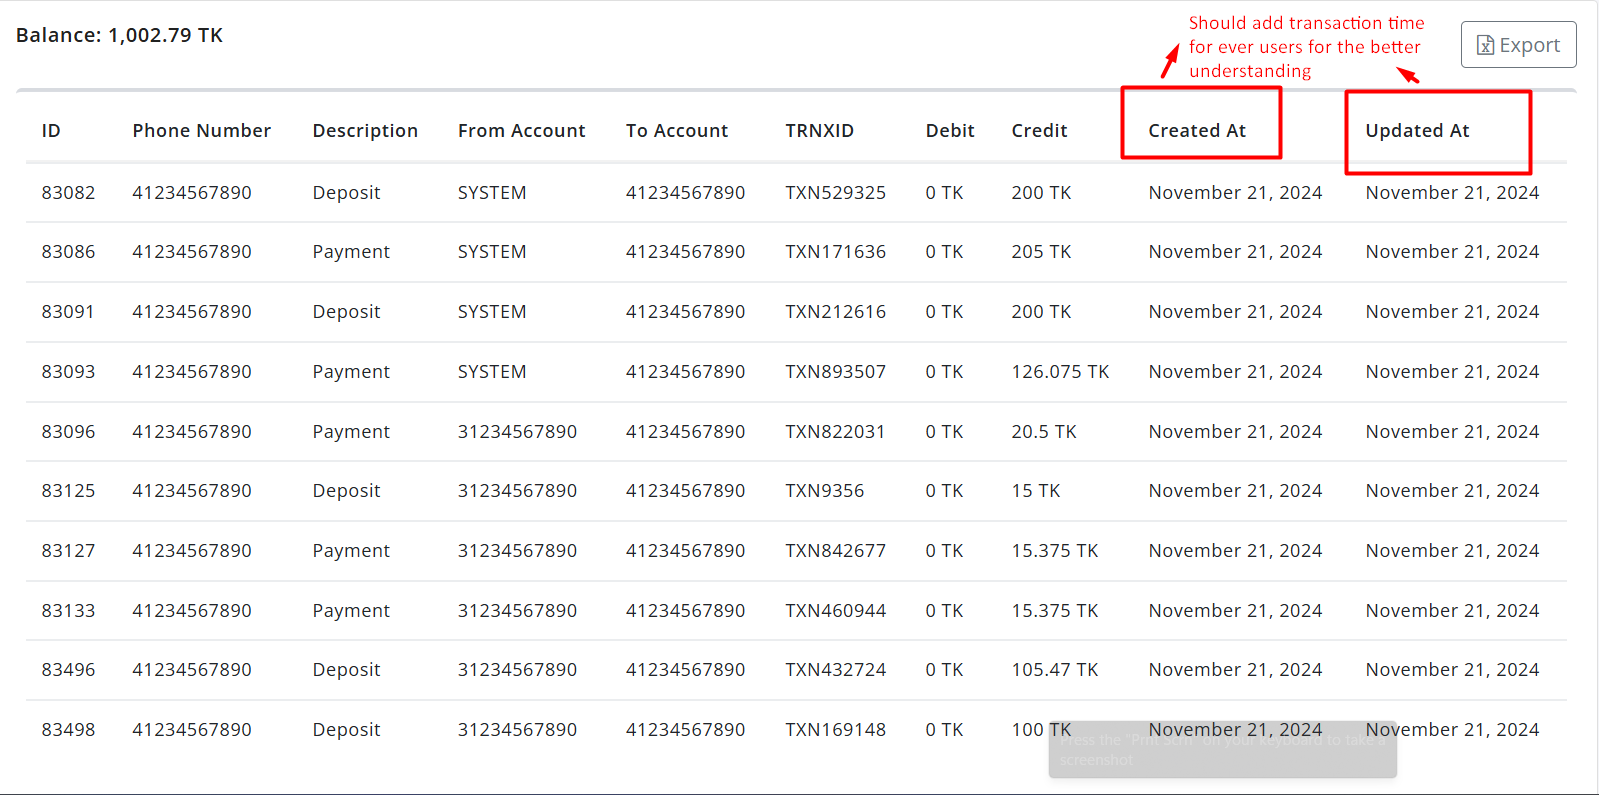 Balance: 1,002.79 TK
Should add transaction time
for ever users for the better
understanding
Export
ID Phone Number Description From Account To Account TRNXID Debit Credit Created At Updated At
83082 41234567890 Deposit SYSTEM 41234567890 TXN529325 0 TK 200 TK November 21, 2024 November 21, 2024
83086 41234567890 Payment SYSTEM 41234567890 TXN171636 0 TK 205 TK November 21, 2024 November 21, 2024
83091 41234567890 Deposit SYSTEM 41234567890 TXN212616 0 TK 200 TK November 21, 2024 November 21, 2024
83093 41234567890 Payment SYSTEM 41234567890 TXN893507 0 TK 126.075 TK November 21, 2024 November 21, 2024
83096 41234567890 Payment 31234567890 41234567890 TXN822031 0 TK 20.5 TK November 21, 2024 November 21, 2024
83125 41234567890 Deposit 31234567890 41234567890 TXN9356 0 TK 15 TK November 21, 2024 November 21, 2024
83127 41234567890 Payment 31234567890 41234567890 TXN842677 0 TK 15.375 TK November 21, 2024 November 21, 2024
83133 41234567890 Payment 31234567890 41234567890 TXN460944 0 TK 15.375 TK November 21, 2024 November 21, 2024
83496 41234567890 Deposit 31234567890 41234567890 TXN432724 0 TK 105.47 TK November 21, 2024 November 21, 2024
83498 41234567890 Deposit 31234567890 41234567890 TXN169148 0 TK 100 TK November 21, 2024 November 21, 2024
Press the "Prnt Scrn" on your keyboard to take a
screenshot